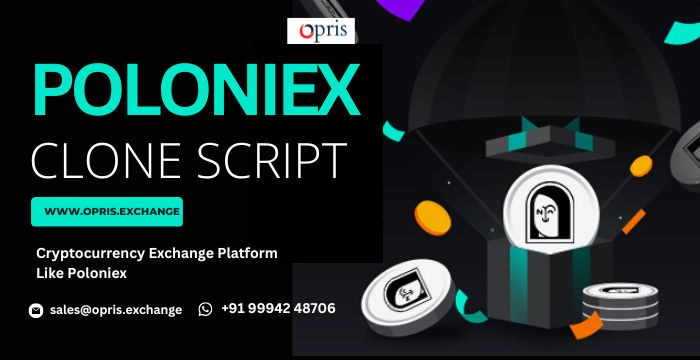 Opris
POLONIEX
CLONE SCRIPT
WWW.OPRIS.EXCHANGE
Cryptocurrency Exchange Platform
Like Poloniex
sales@opris.exchange
+91 99942 48706